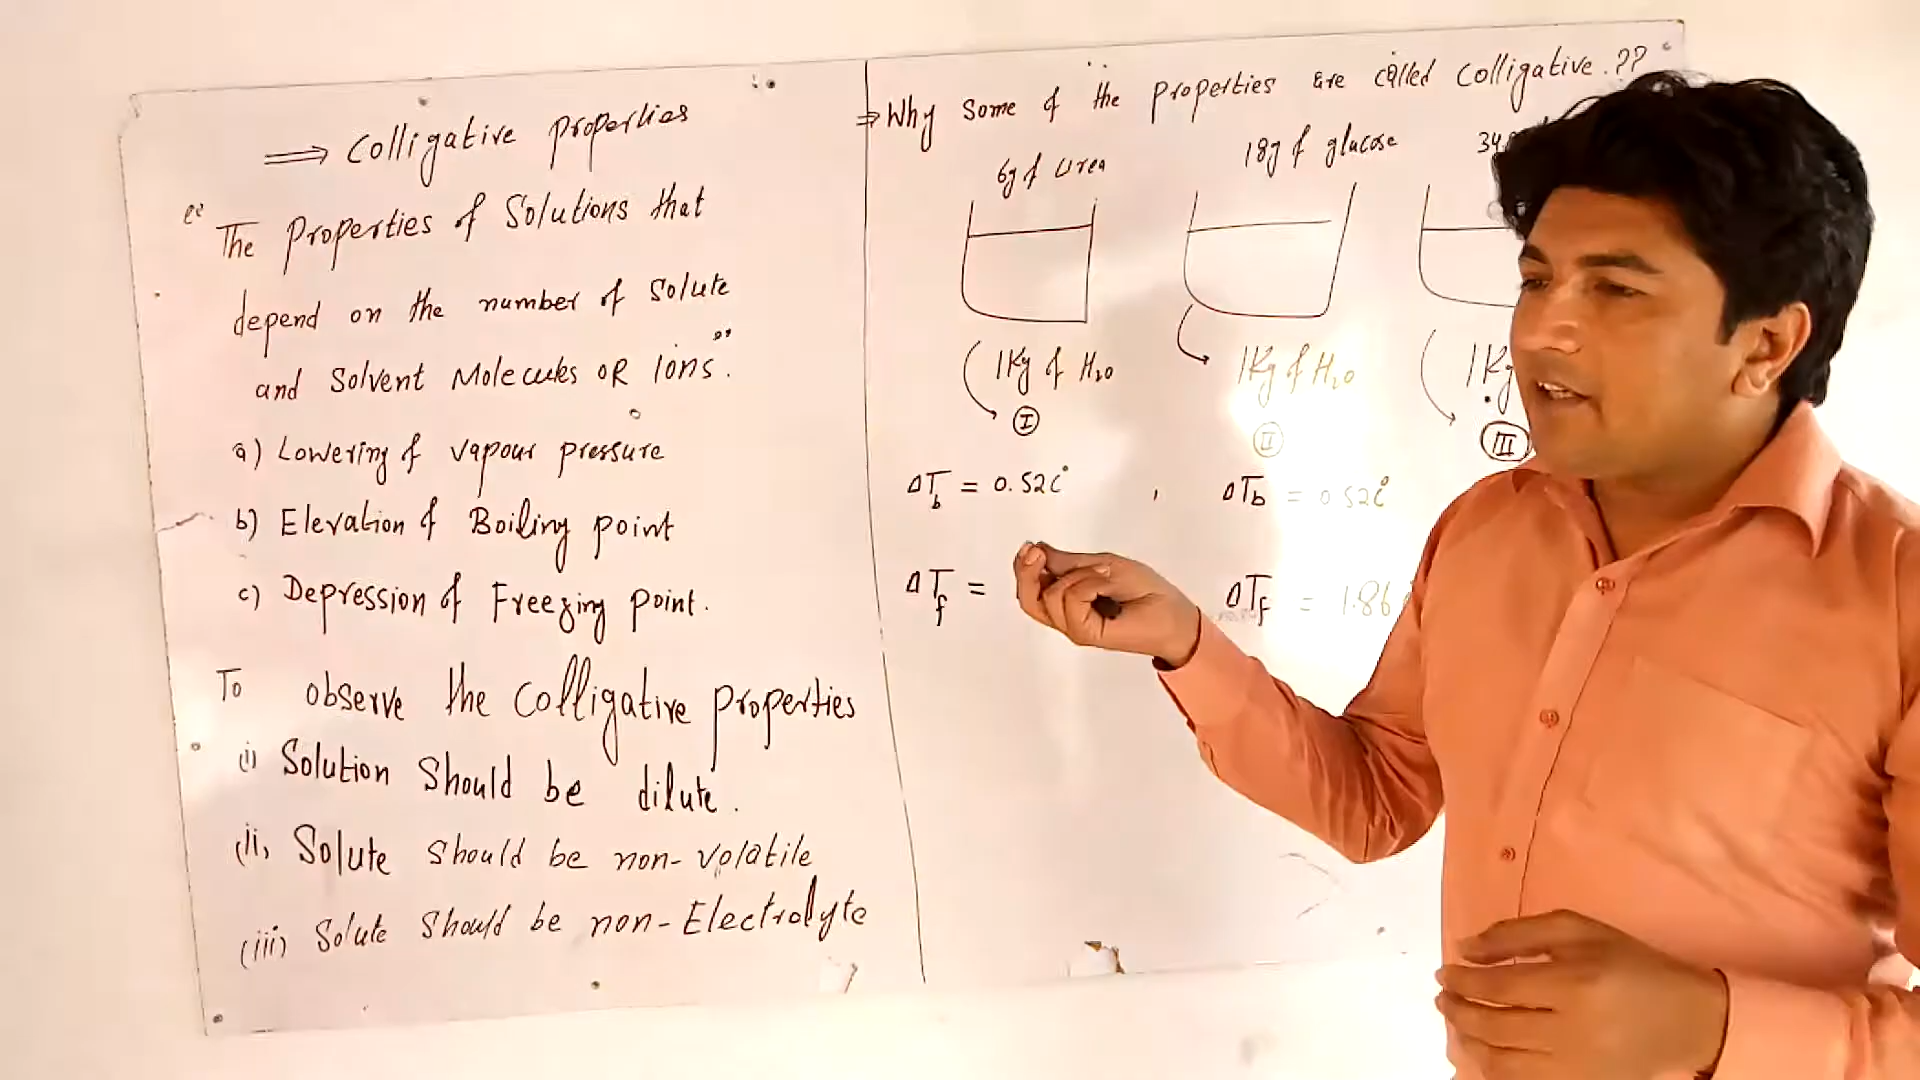 ⇒ Colligative Properties
“ The Properties of Solutions that
depend on the number of Solute
and Solvent Molecules OR Ions”.
a) Lowering of vapour pressure
b) Elevation of Boiling point
c) Depression of Freezing point.
To observe the Colligative properties
(i) Solution Should be dilute.
(ii) Solute Should be non-volatile
(iii) Solute Should be non-Electrolyte
⇒ Why Some of the Properties are called Colligative.??
6g of Urea
18g of glucose
1Kg of H2O
1Kg of H2O
1Kg
I
II
III
ΔTb = 0.52C° , ΔTb = 0.52C°
ΔTf = ΔTf = 1.86